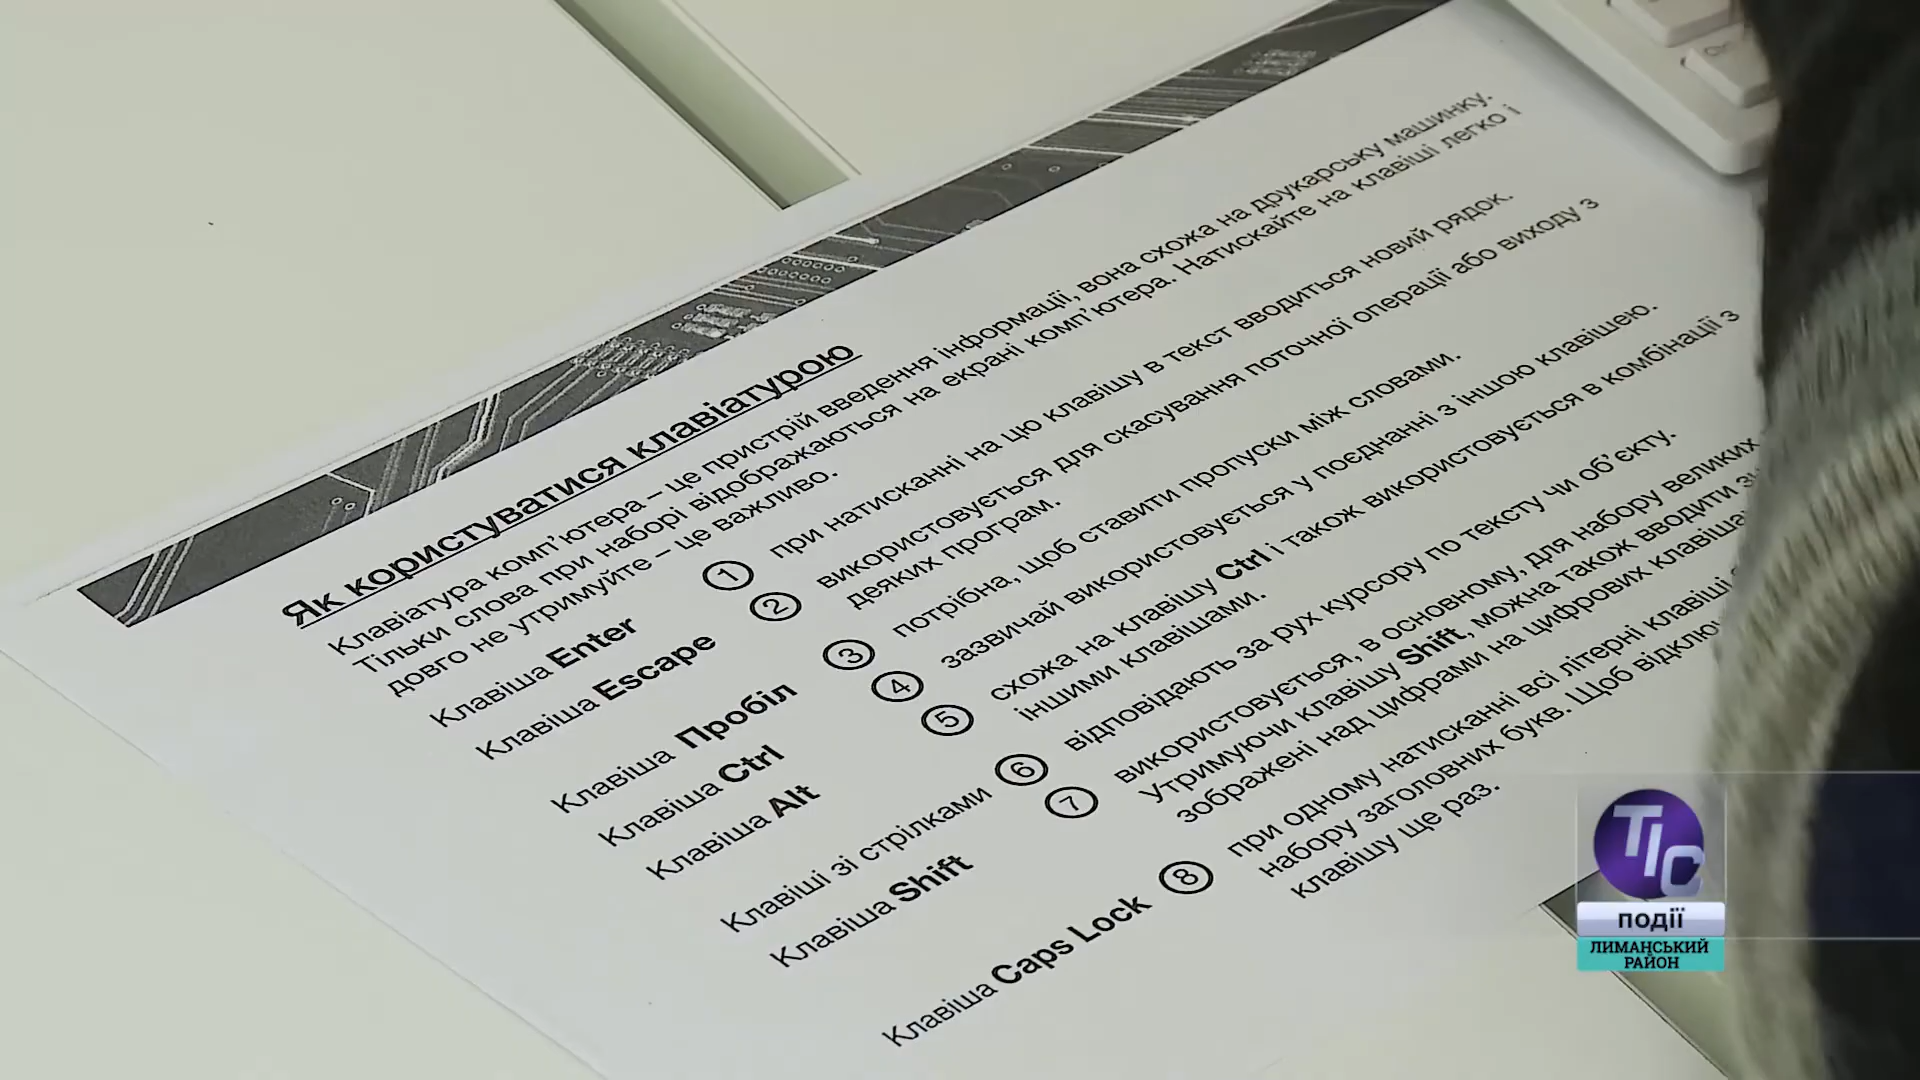 Як користуватися клавіатурою
Клавіатура комп'ютера – це пристрій введення інформації, вона схожа на друкарську машинку.
Тільки слова при наборі відображаються на екрані комп'ютера. Натискайте на клавіші легко і
довго не утримуйте – це важливо.
Клавіша Enter 1 при натисканні на цю клавішу в текст вводиться новий рядок.
Клавіша Escape 2 використовується для скасування поточної операції або виходу з
деяких програм.
Клавіша Пробіл 3 потрібна, щоб ставити пропуски між словами.
Клавіша Ctrl 4 зазвичай використовується у поєднанні з іншою клавішею.
Клавіша Alt 5 схожа на клавішу Ctrl і також використовується в комбінації з
іншими клавішами.
Клавіші зі стрілками 6 відповідають за рух курсору по тексту чи об'єкту.
Клавіша Shift 7 використовується, в основному, для набору великих
Утримуючи клавішу Shift, можна також вводити
зображені над цифрами на цифрових
Клавіша Caps Lock 8 при одному натисканні всі літерні клавіші
набору заголовних букв. Щоб
клавішу ще раз.
ТІС
події
ЛИМАНСЬКИЙ
РАЙОН